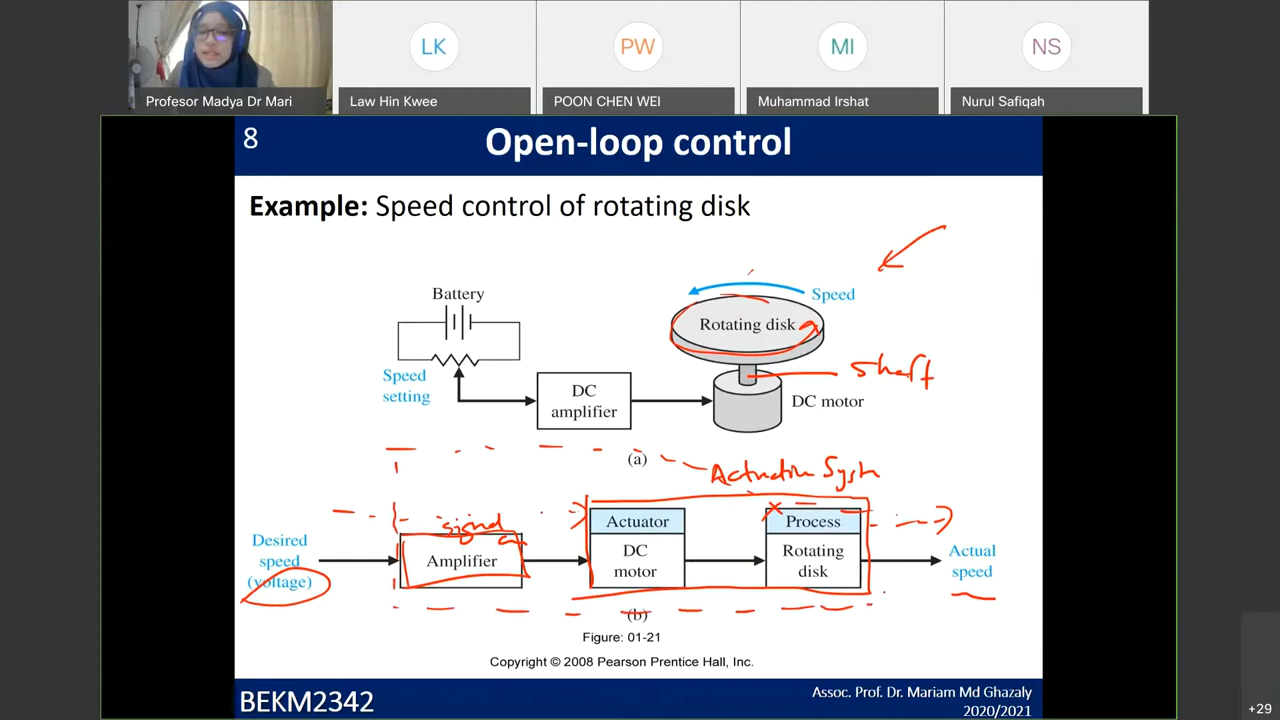 LK
PW
MI
NS
Profesor Madya Dr Mari
Law Hin Kwee
POON CHEN WEI
Muhammad Irshat
Nurul Safiqah
8
Open-loop control
Example: Speed control of rotating disk
Battery
Speed
setting
DC
amplifier
Speed
Rotating disk
shaft
DC motor
(a)
Actuation Syst
signal
Desired
speed
(voltage)
Amplifier
Actuator
DC
motor
Process
Rotating
disk
Actual
speed
(b)
Figure: 01-21
Copyright © 2008 Pearson Prentice Hall, Inc.
BEKM2342
Assoc. Prof. Dr. Mariam Md Ghazaly
2020/2021
+29